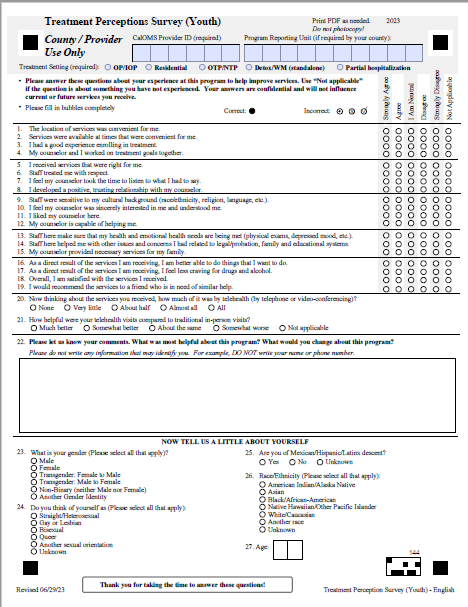 Treatment Perceptions Survey (Youth)
Print PDF as needed. 2023
Do not photocopy!
County / Provider
Use Only
CalOMS Provider ID (required)
Program Reporting Unit (if required by your county):
Treatment Setting (required): OP/IOP Residential OTP/NTP Detox/WM (standalone) Partial hospitalization
• Please answer these questions about your experience at this program to help improve services. Use “Not applicable”
if the question is about something you have not experienced. Your answers are confidential and will not influence
current or future services you receive.
• Please fill in bubbles completely
Correct: Incorrect:
Strongly Agree
Agree
I Am Neutral
Disagree
Strongly Disagree
Not Applicable
1. The location of services was convenient for me.
2. Services were available at times that were convenient for me.
3. I had a good experience enrolling in treatment.
4. My counselor and I worked on treatment goals together.
5. I received services that were right for me.
6. Staff treated me with respect.
7. I feel my counselor took the time to listen to what I had to say.
8. I developed a positive, trusting relationship with my counselor.
9. Staff were sensitive to my cultural background (race/ethnicity, religion, language, etc.).
10. I feel my counselor was sincerely interested in me and understood me.
11. I liked my counselor here.
12. My counselor is capable of helping me.
13. Staff here make sure that my health and emotional health needs are being met (physical exams, depressed mood, etc.).
14. Staff here helped me with other issues and concerns I had related to legal/probation, family and educational systems.
15. My counselor provided necessary services for my family.
16. As a direct result of the services I am receiving, I am better able to do things that I want to do.
17. As a direct result of the services I am receiving, I feel less craving for drugs and alcohol.
18. Overall, I am satisfied with the services I received.
19. I would recommend the services to a friend who is in need of similar help.
20. Now thinking about the services you received, how much of it was by telehealth (by telephone or video-conferencing)?
None Very little About half Almost all All
21. How helpful were your telehealth visits compared to traditional in-person visits?
Much better Somewhat better About the same Somewhat worse Not applicable
22. Please let us know your comments. What was most helpful about this program? What would you change about this program?
Please do not write any information that may identify you. For example, DO NOT write your name or phone number.
NOW TELL US A LITTLE ABOUT YOURSELF
23. What is your gender (Please select all that apply)?
Male
Female
Transgender: Female to Male
Transgender: Male to Female
Non-Binary (neither Male nor Female)
Another Gender Identity
24. Do you think of yourself as (Please select all that apply):
Straight/Heterosexual
Gay or Lesbian
Bisexual
Queer
Another sexual orientation
Unknown
25. Are you of Mexican/Hispanic/Latinx descent?
Yes No Unknown
26. Race/Ethnicity (Please select all that apply):
American Indian/Alaska Native
Asian
Black/African-American
Native Hawaiian/Other Pacific Islander
White/Caucasian
Another race
Unknown
27. Age:
144
Revised 06/29/23
Thank you for taking the time to answer these questions!
Treatment Perception Survey (Youth) - English